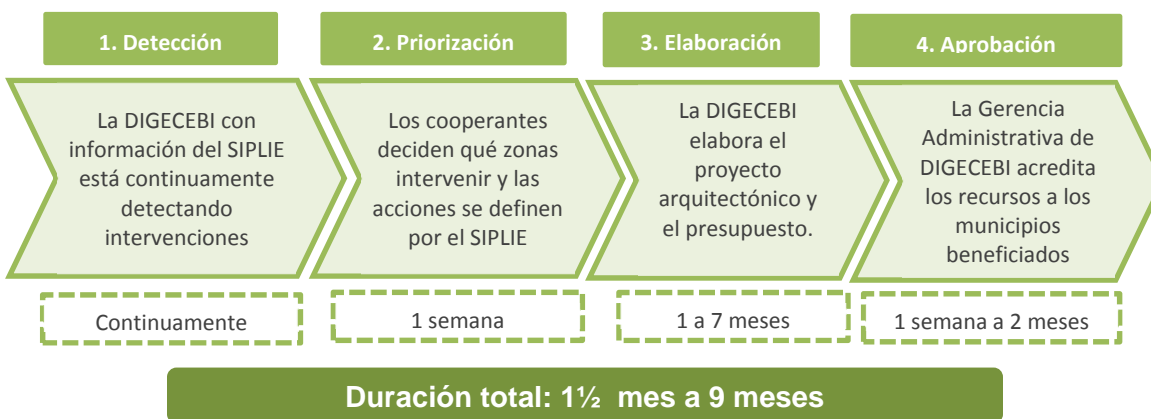 1. Detección
2. Priorización
3. Elaboración
4. Aprobación
La DIGECEBI con
información del SIPLIE
está continuamente
detectando
intervenciones
Los cooperantes
deciden qué zonas
intervenir y las
acciones se definen
por el SIPLIE
La DIGECEBI
elabora el
proyecto
arquitectónico y
el presupuesto.
La Gerencia
Administrativa de
DIGECEBI acredita
los recursos a los
municipios
beneficiados
Continuamente
1 semana
1 a 7 meses
1 semana a 2 meses
Duración total: 1½ mes a 9 meses